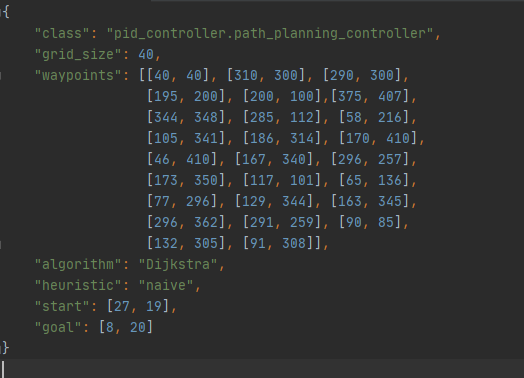 {
"class": "pid_controller.path_planning_controller",
"grid_size": 40,
"waypoints": [[40, 40], [310, 300], [290, 300],
[195, 200], [200, 100],[375, 407],
[344, 348], [285, 112], [58, 216],
[105, 341], [186, 314], [170, 410],
[46, 410], [167, 340], [296, 257],
[173, 350], [117, 101], [65, 136],
[77, 296], [129, 344], [163, 345],
[296, 362], [291, 259], [90, 85],
[132, 305], [91, 308]],
"algorithm": "Dijkstra",
"heuristic": "naive",
"start": [27, 19],
"goal": [8, 20]
}